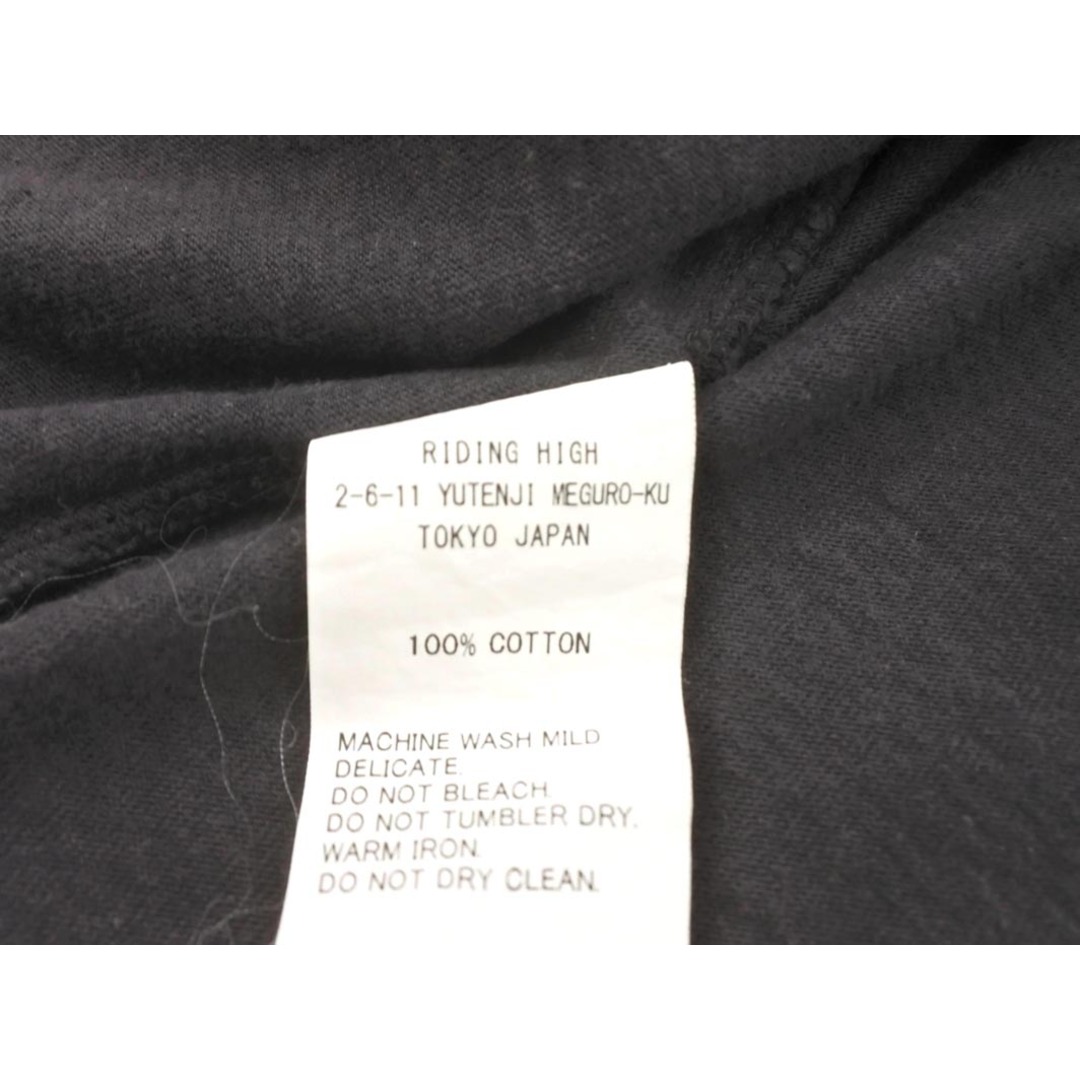 RIDING HIGH
2-6-11 YUTENJI MEGURO-KU
TOKYO JAPAN
100% COTTON
MACHINE WASH MILD
DELICATE.
DO NOT BLEACH.
DO NOT TUMBLER DRY.
WARM IRON.
DO NOT DRY CLEAN.